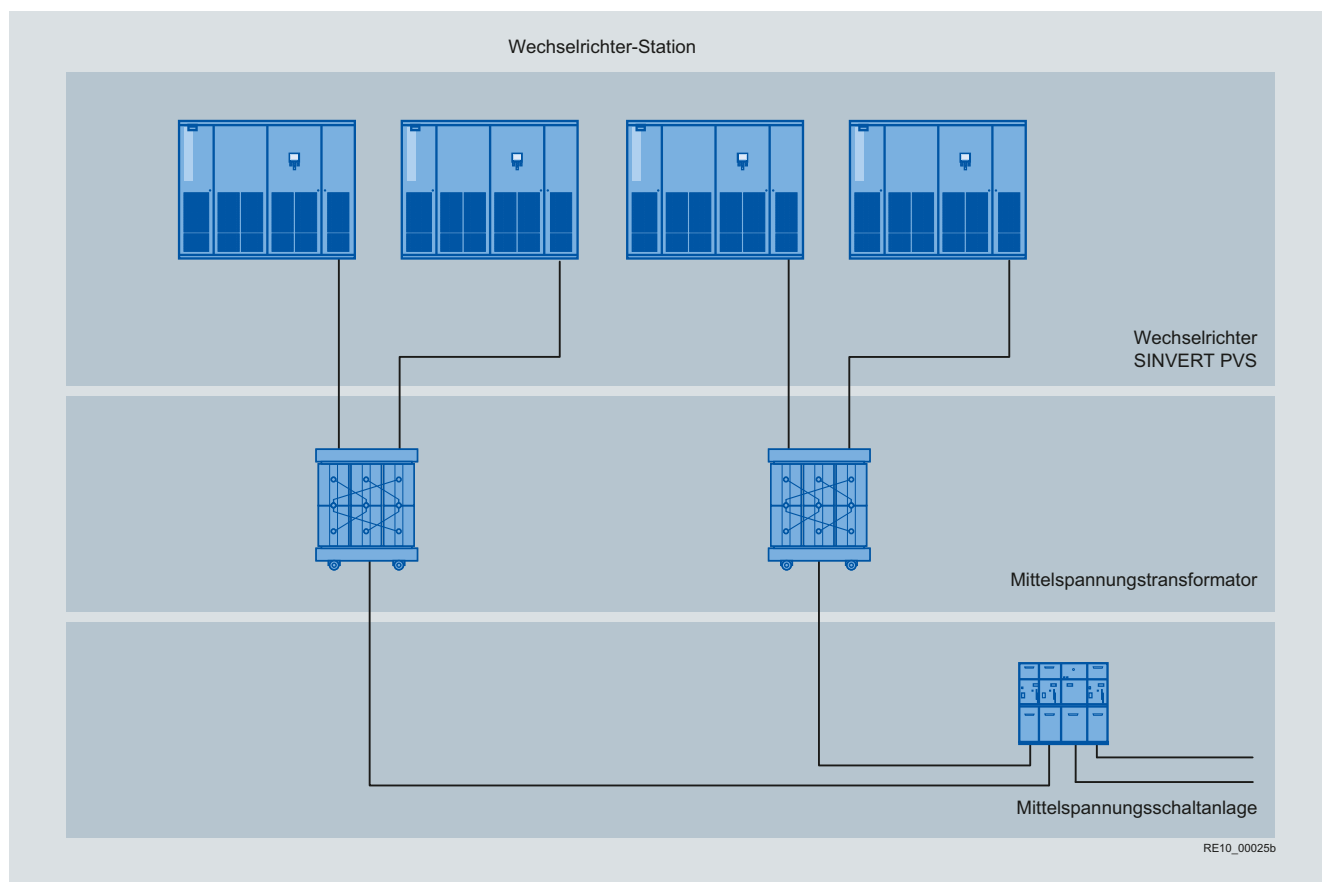 Wechselrichter-Station
Wechselrichter
SINVERT PVS
Mittelspannungstransformator
Mittelspannungsschaltanlage
RE10_00025b